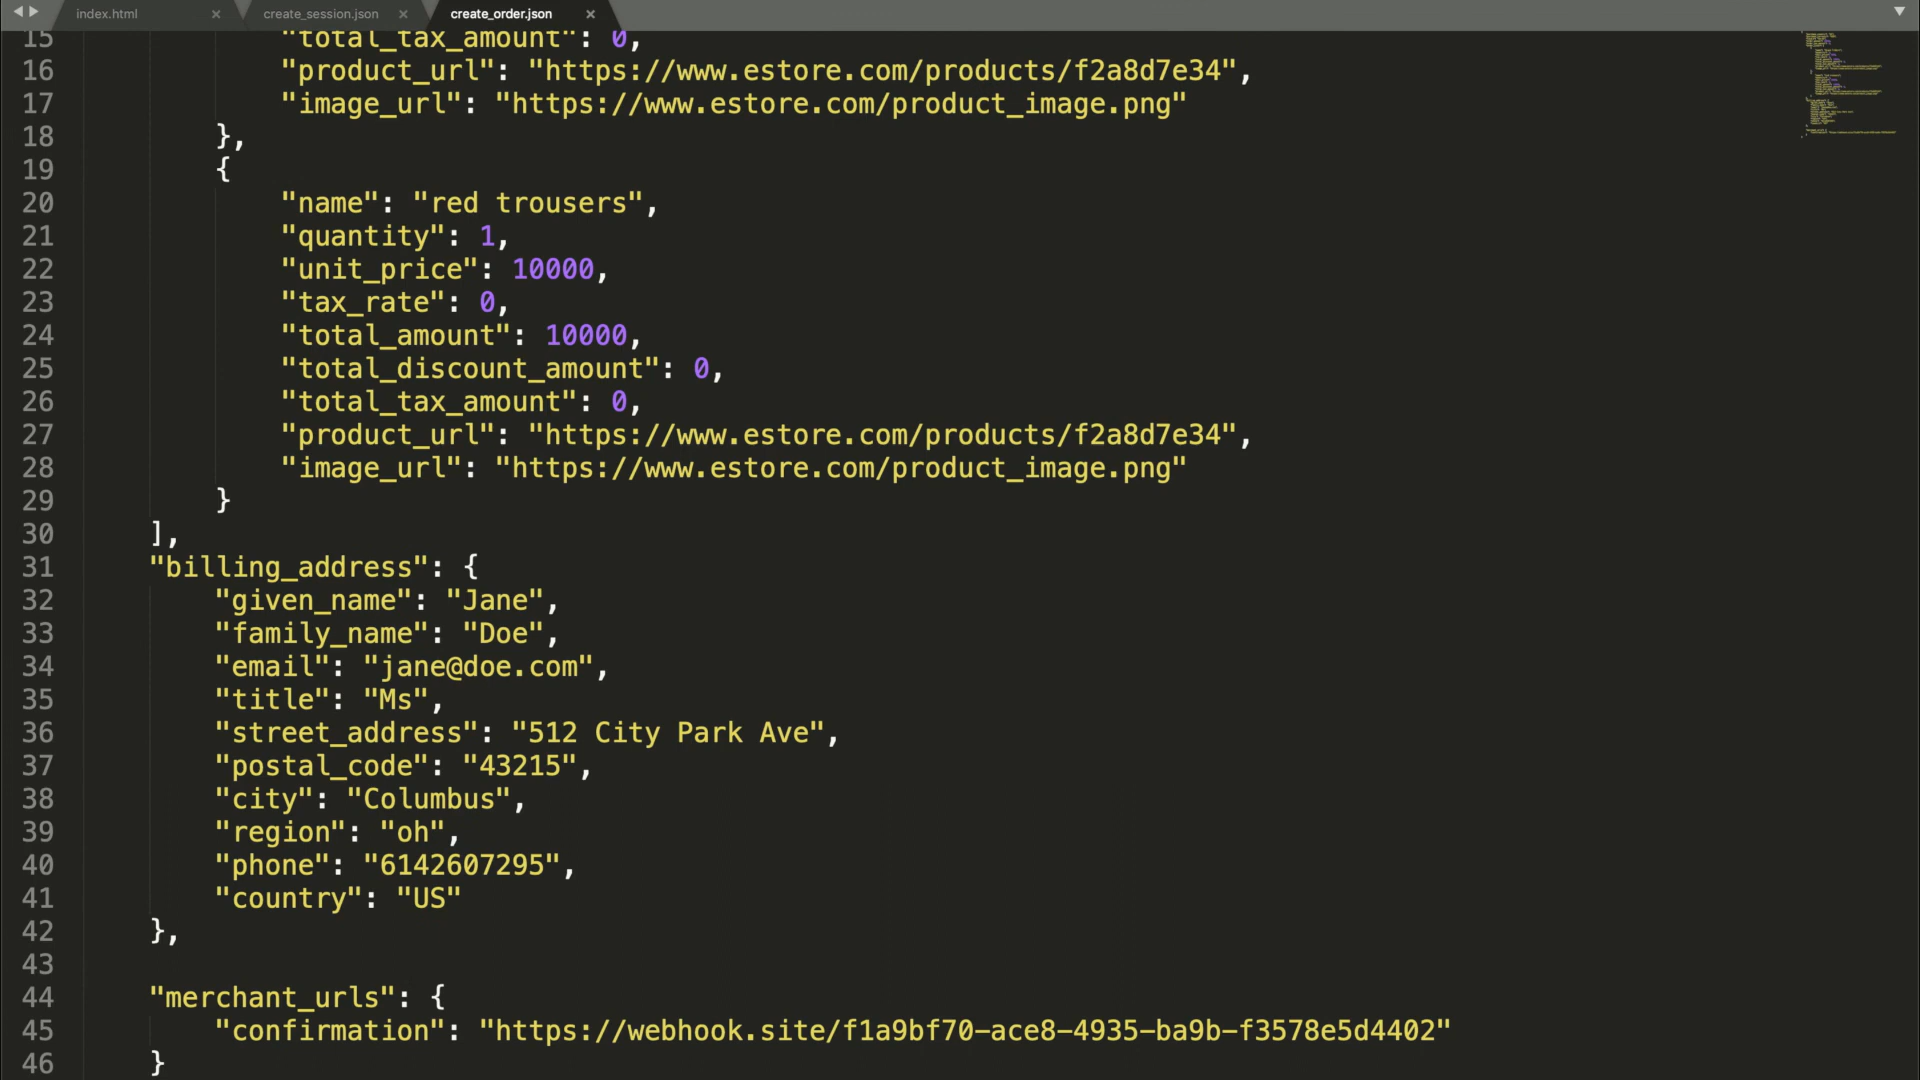 index.html × create_session.json × create_order.json ×
15 "total_tax_amount": 0,
16 "product_url": "https://www.estore.com/products/f2a8d7e34",
17 "image_url": "https://www.estore.com/product_image.png"
18 },
19 {
20 "name": "red trousers",
21 "quantity": 1,
22 "unit_price": 10000,
23 "tax_rate": 0,
24 "total_amount": 10000,
25 "total_discount_amount": 0,
26 "total_tax_amount": 0,
27 "product_url": "https://www.estore.com/products/f2a8d7e34",
28 "image_url": "https://www.estore.com/product_image.png"
29 }
30 ],
31 "billing_address": {
32 "given_name": "Jane",
33 "family_name": "Doe",
34 "email": "jane@doe.com",
35 "title": "Ms",
36 "street_address": "512 City Park Ave",
37 "postal_code": "43215",
38 "city": "Columbus",
39 "region": "oh",
40 "phone": "6142607295",
41 "country": "US"
42 },
43
44 "merchant_urls": {
45 "confirmation": "https://webhook.site/f1a9bf70-ace8-4935-ba9b-f3578e5d4402"
46 }